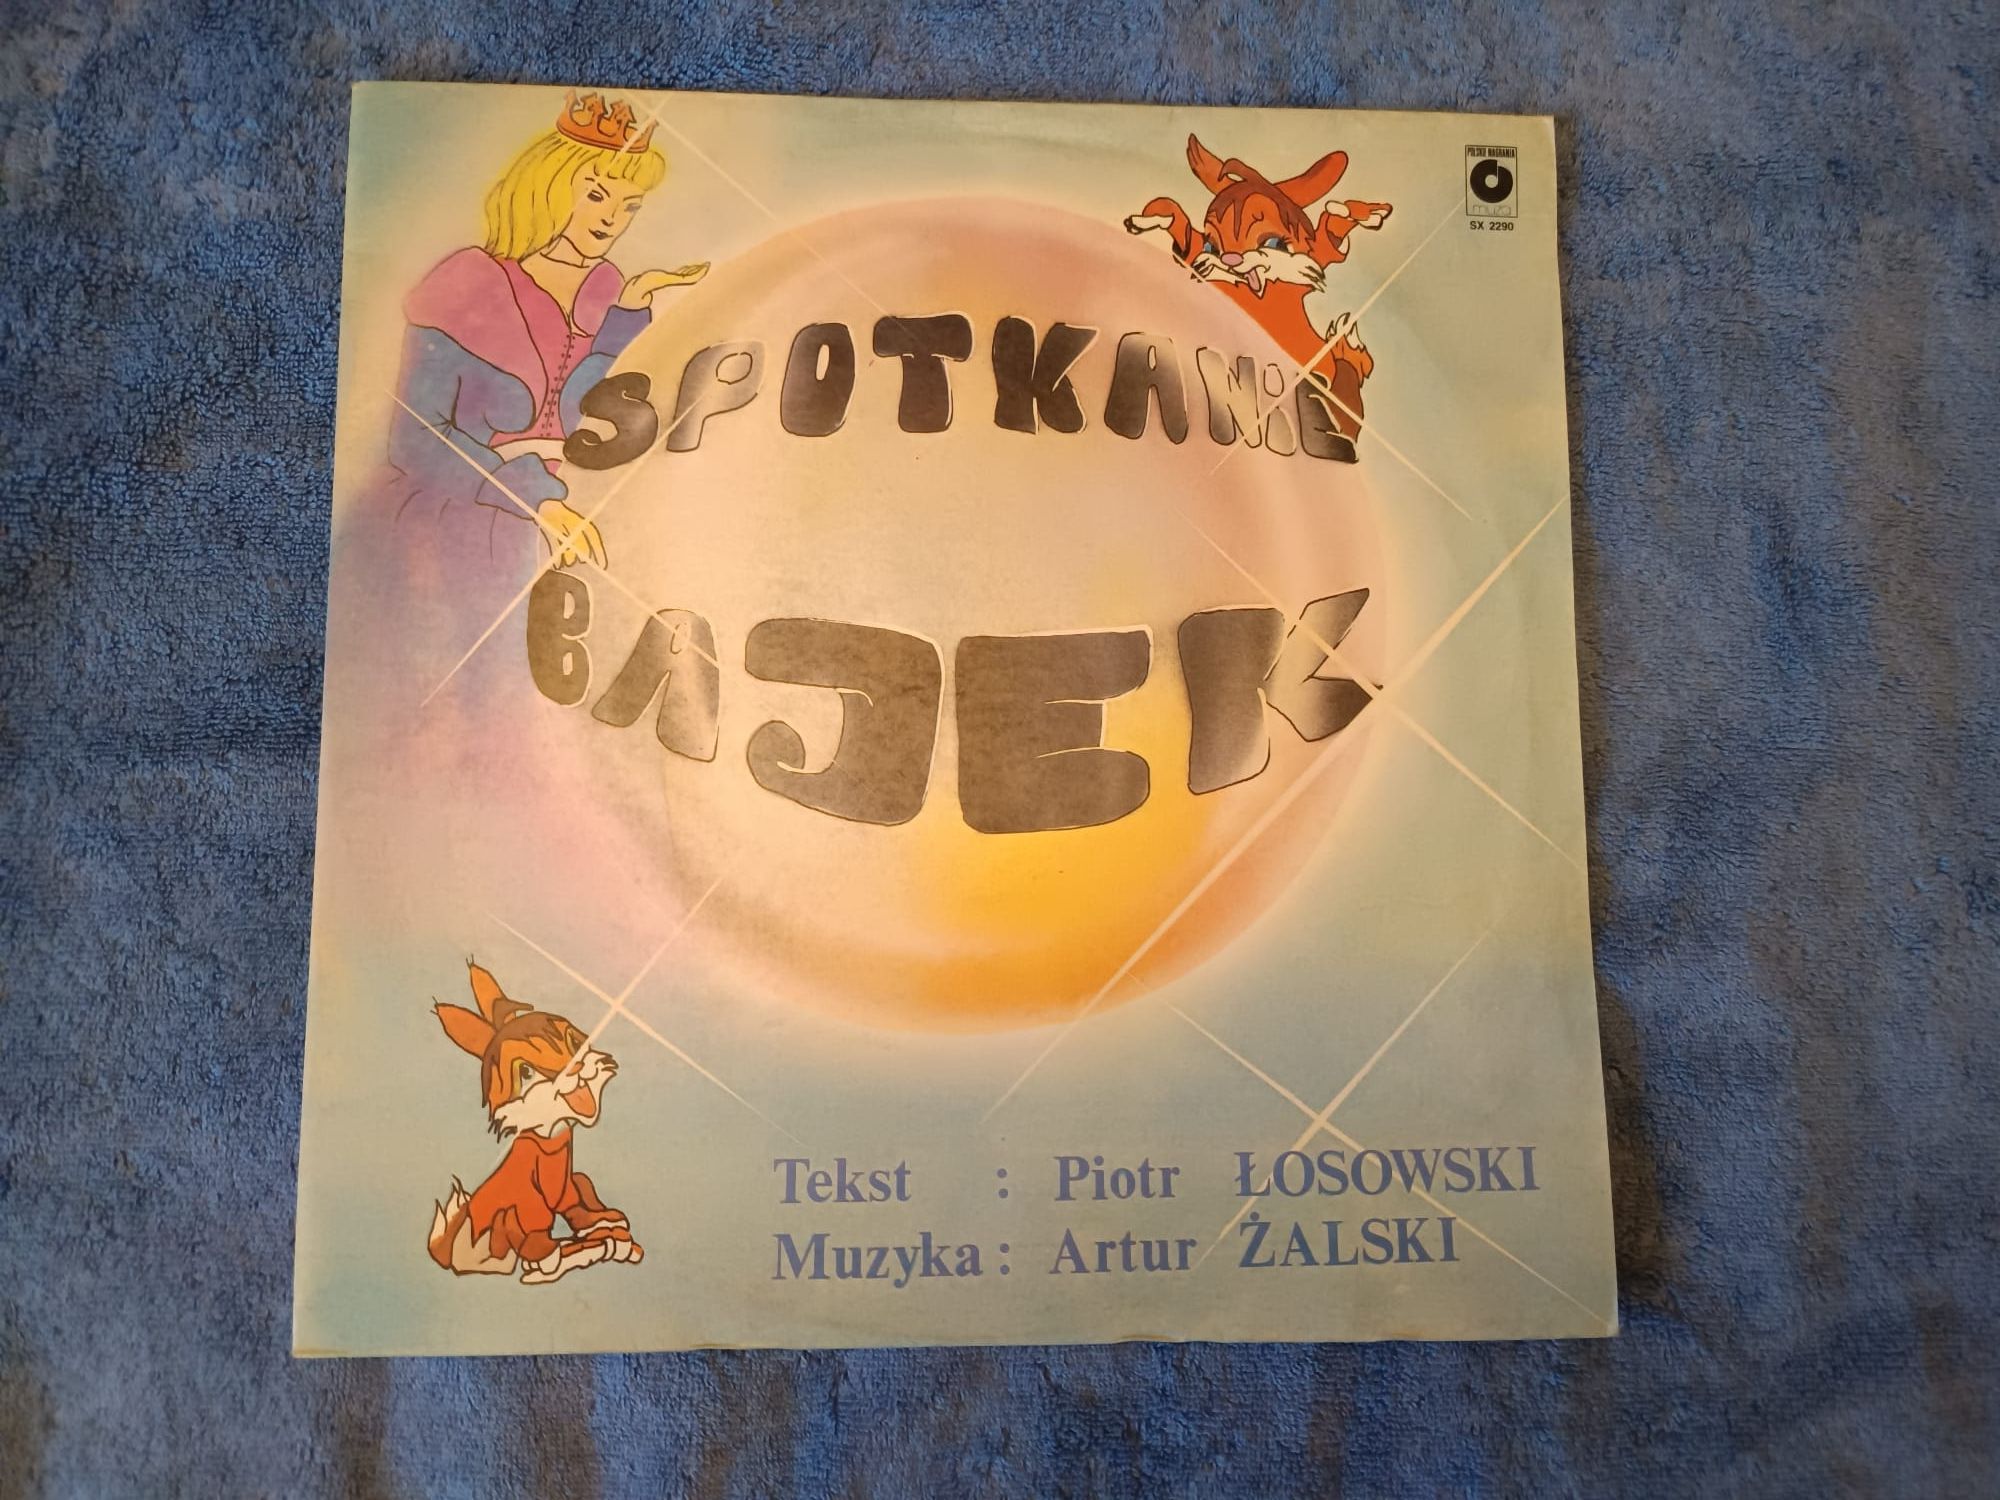 POLSKIE NAGRANIA
muza
SX 2290
SPOTKANIE
BAJEK
Tekst : Piotr ŁOSOWSKI
Muzyka : Artur ŻALSKI